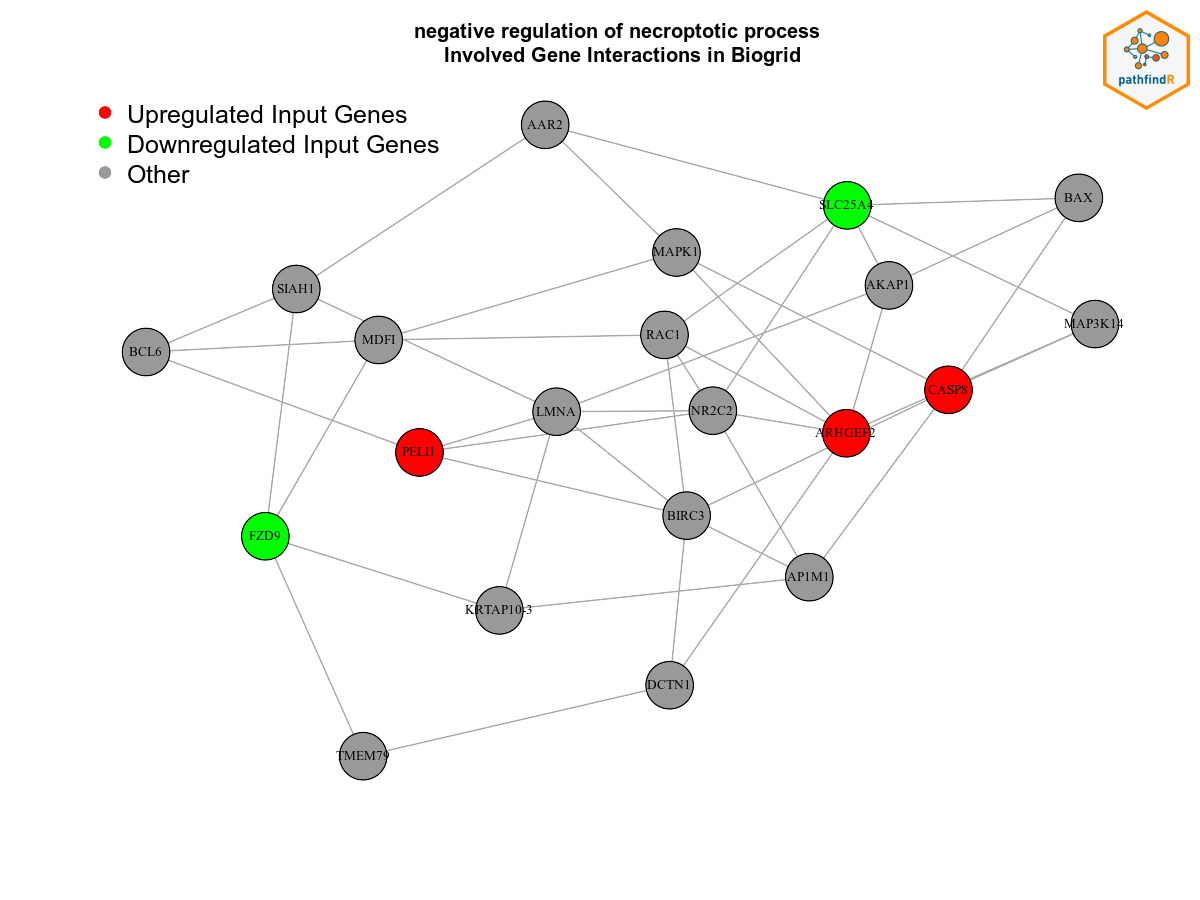 negative regulation of necroptotic process
Involved Gene Interactions in Biogrid
pathfindR
Upregulated Input Genes
Downregulated Input Genes
Other
AAR2
SLC25A4
BAX
MAPK1
AKAP1
SIAH1
MAP3K14
MDFI
RAC1
BCL6
CASP8
LMNA
NR2C2
ARHGEF2
PELI1
BIRC3
FZD9
AP1M1
KRTAP10-3
DCTN1
TMEM79